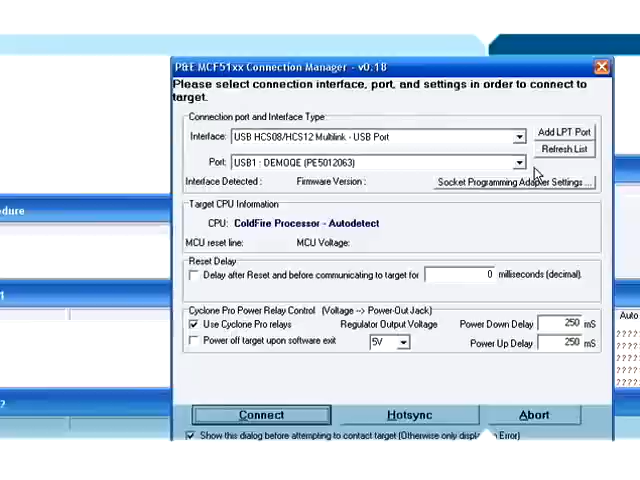 P&E MCF51xx Connection Manager - v0.18
Please select connection interface, port, and settings in order to connect to
target.
Connection port and Interface Type
Interface: USB HCS08/HCS12 Multilink - USB Port
Add LPT Port
Refresh List
Port: USB1 : DEMOQE (PE5012063)
Interface Detected : Firmware Version : Socket Programming Adapter Settings ...
edure
Target CPU Information
CPU: ColdFire Processor - Autodetect
MCU reset line: MCU Voltage:
Reset Delay
Delay after Reset and before communicating to target for 0 milliseconds (decimal).
1
Cyclone Pro Power Relay Control (Voltage --> Power-Out Jack)
Auto
Use Cyclone Pro relays Regulator Output Voltage Power Down Delay 250 mS
Power off target upon software exit 5V Power Up Delay 250 mS
????
????
????
????
????
2
Connect Hotsync Abort
Show this dialog before attempting to contact target (Otherwise only Error)